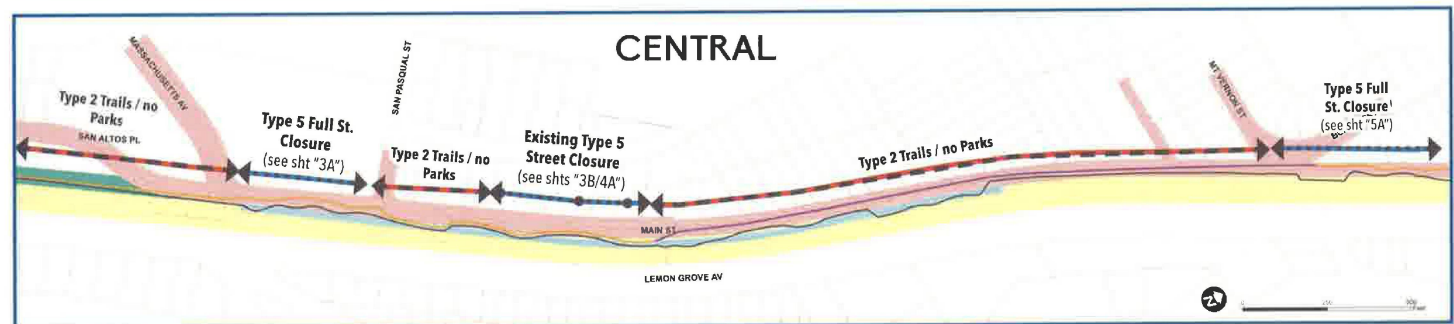 CENTRAL
MASSACHUSETTS AV
SAN PASQUAL ST
MT VERNON ST
Type 2 Trails / no
Parks
SAN ALTOS PL
Type 5 Full St.
Closure
(see sht "3A")
Type 2 Trails / no
Parks
Existing Type 5
Street Closure
(see shts "3B/4A")
Type 2 Trails / no Parks
Type 5 Full
St. Closure
(see sht "5A")
MAIN ST
LEMON GROVE AV
N
0